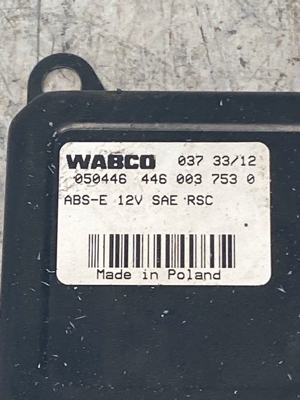 WABCO 037 33/12
050446 446 003 753 0
ABS-E 12V SAE RSC
Made in Poland